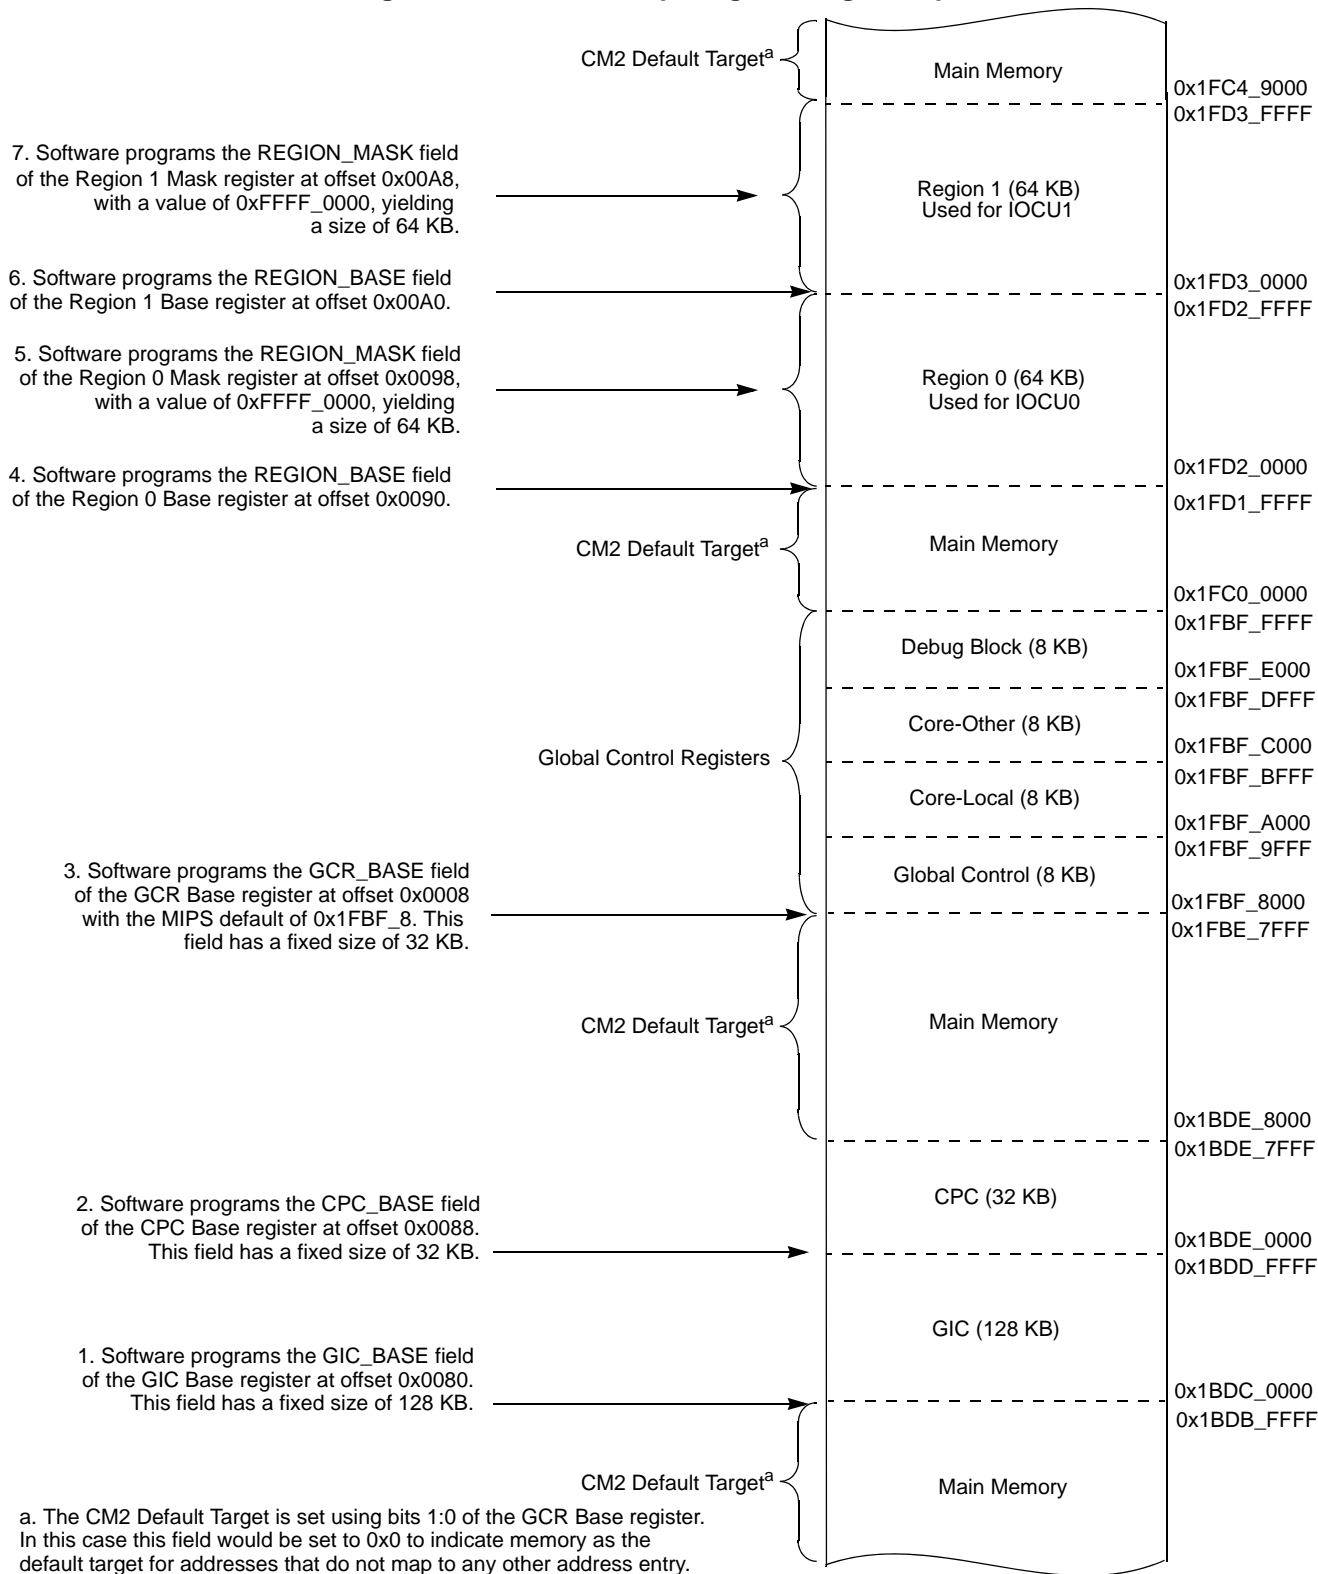 CM2 Default Targetᵃ
Main Memory
0x1FC4_9000
0x1FD3_FFFF
7. Software programs the REGION_MASK field
of the Region 1 Mask register at offset 0x00A8,
with a value of 0xFFFF_0000, yielding
a size of 64 KB.
Region 1 (64 KB)
Used for IOCU1
6. Software programs the REGION_BASE field
of the Region 1 Base register at offset 0x00A0.
0x1FD3_0000
0x1FD2_FFFF
5. Software programs the REGION_MASK field
of the Region 0 Mask register at offset 0x0098,
with a value of 0xFFFF_0000, yielding
a size of 64 KB.
Region 0 (64 KB)
Used for IOCU0
4. Software programs the REGION_BASE field
of the Region 0 Base register at offset 0x0090.
0x1FD2_0000
0x1FD1_FFFF
CM2 Default Targetᵃ
Main Memory
0x1FC0_0000
0x1FBF_FFFF
Debug Block (8 KB)
0x1FBF_E000
0x1FBF_DFFF
Core-Other (8 KB)
Global Control Registers
0x1FBF_C000
0x1FBF_BFFF
Core-Local (8 KB)
0x1FBF_A000
0x1FBF_9FFF
3. Software programs the GCR_BASE field
of the GCR Base register at offset 0x0008
with the MIPS default of 0x1FBF_8. This
field has a fixed size of 32 KB.
Global Control (8 KB)
0x1FBF_8000
0x1FBE_7FFF
CM2 Default Targetᵃ
Main Memory
0x1BDE_8000
0x1BDE_7FFF
2. Software programs the CPC_BASE field
of the CPC Base register at offset 0x0088.
This field has a fixed size of 32 KB.
CPC (32 KB)
0x1BDE_0000
0x1BDD_FFFF
GIC (128 KB)
1. Software programs the GIC_BASE field
of the GIC Base register at offset 0x0080.
This field has a fixed size of 128 KB.
0x1BDC_0000
0x1BDB_FFFF
CM2 Default Targetᵃ
Main Memory
a. The CM2 Default Target is set using bits 1:0 of the GCR Base register.
In this case this field would be set to 0x0 to indicate memory as the
default target for addresses that do not map to any other address entry.